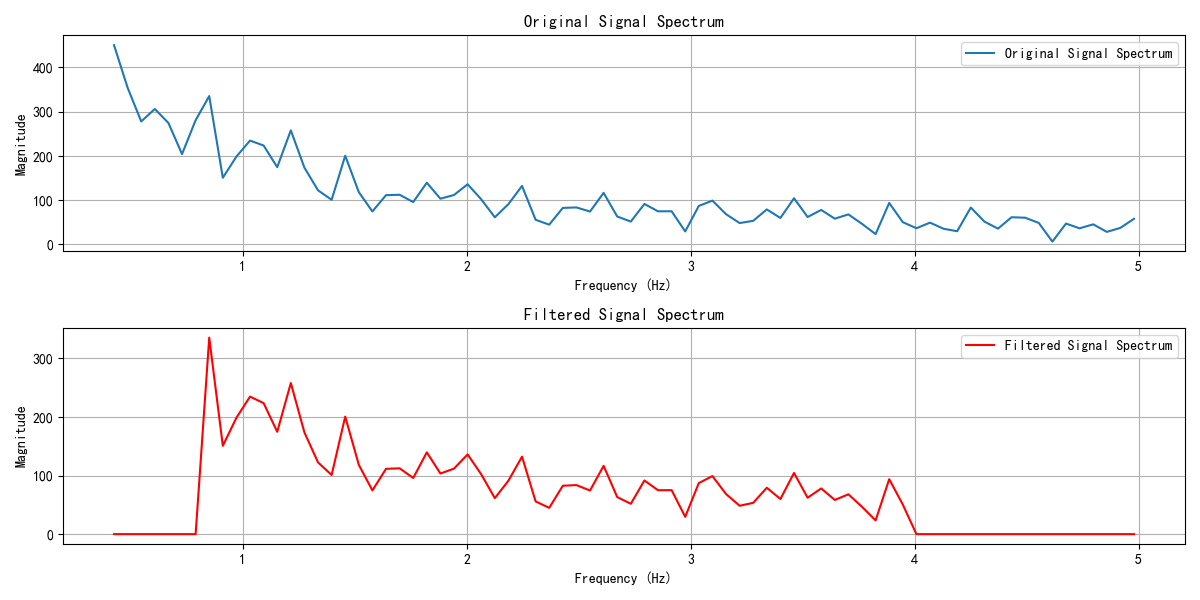 Original Signal Spectrum
Original Signal Spectrum
Magnitude
400
300
200
100
0
1 2 3 4 5
Frequency (Hz)
Filtered Signal Spectrum
Filtered Signal Spectrum
Magnitude
300
200
100
0
1 2 3 4 5
Frequency (Hz)